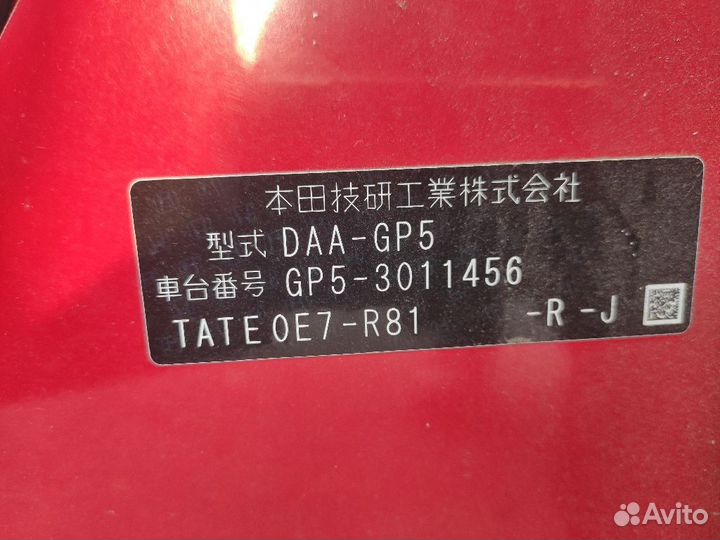 本田技研工業株式会社
型式 DAA-GP5
車台番号 GP5-3011456
TATE0E7-R81 -R -J
Avito